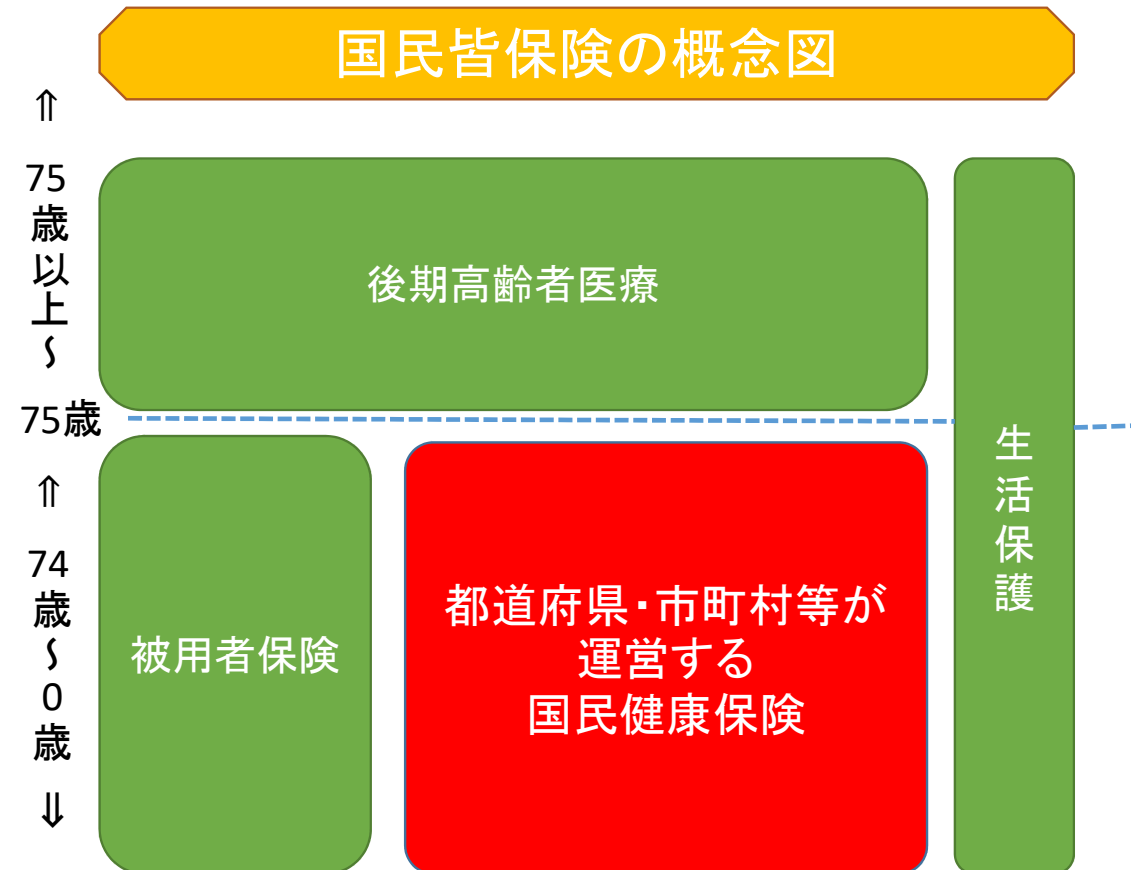 国民皆保険の概念図
⇑
75
歳
以
上
~
後期高齢者医療
75歳
⇑
74
歳
~
0
歳
⇓
被用者保険
都道府県・市町村等が
運営する
国民健康保険
生
活
保
護